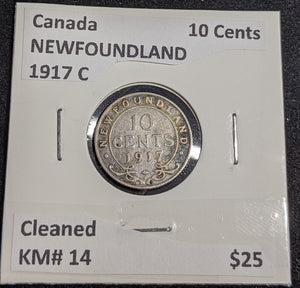 Canada 10 Cents
NEWFOUNDLAND
1917 C
NEWFOUNDLAND
10
CENTS
1917
Cleaned
KM# 14 $25